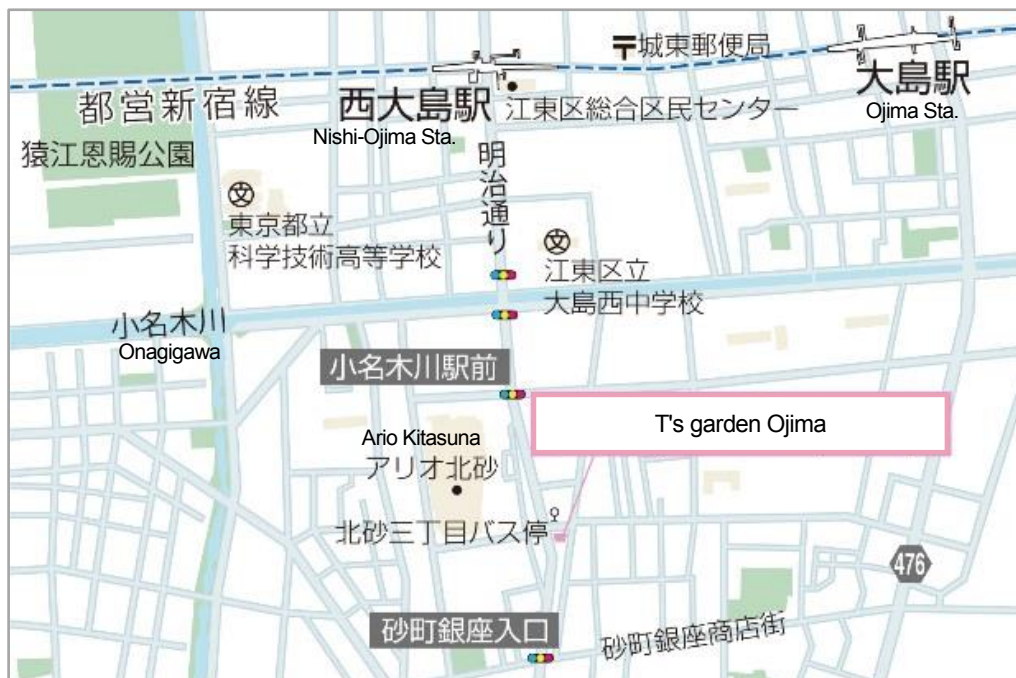 〒城東郵便局
大島駅
Ojima Sta.
都営新宿線
西大島駅
Nishi-Ojima Sta.
江東区総合区民センター
猿江恩賜公園
明治通り
文
東京都立
科学技術高等学校
文
江東区立
大島西中学校
小名木川
Onagigawa
小名木川駅前
T's garden Ojima
Ario Kitasuna
アリオ北砂
北砂三丁目バス停
476
砂町銀座入口
砂町銀座商店街